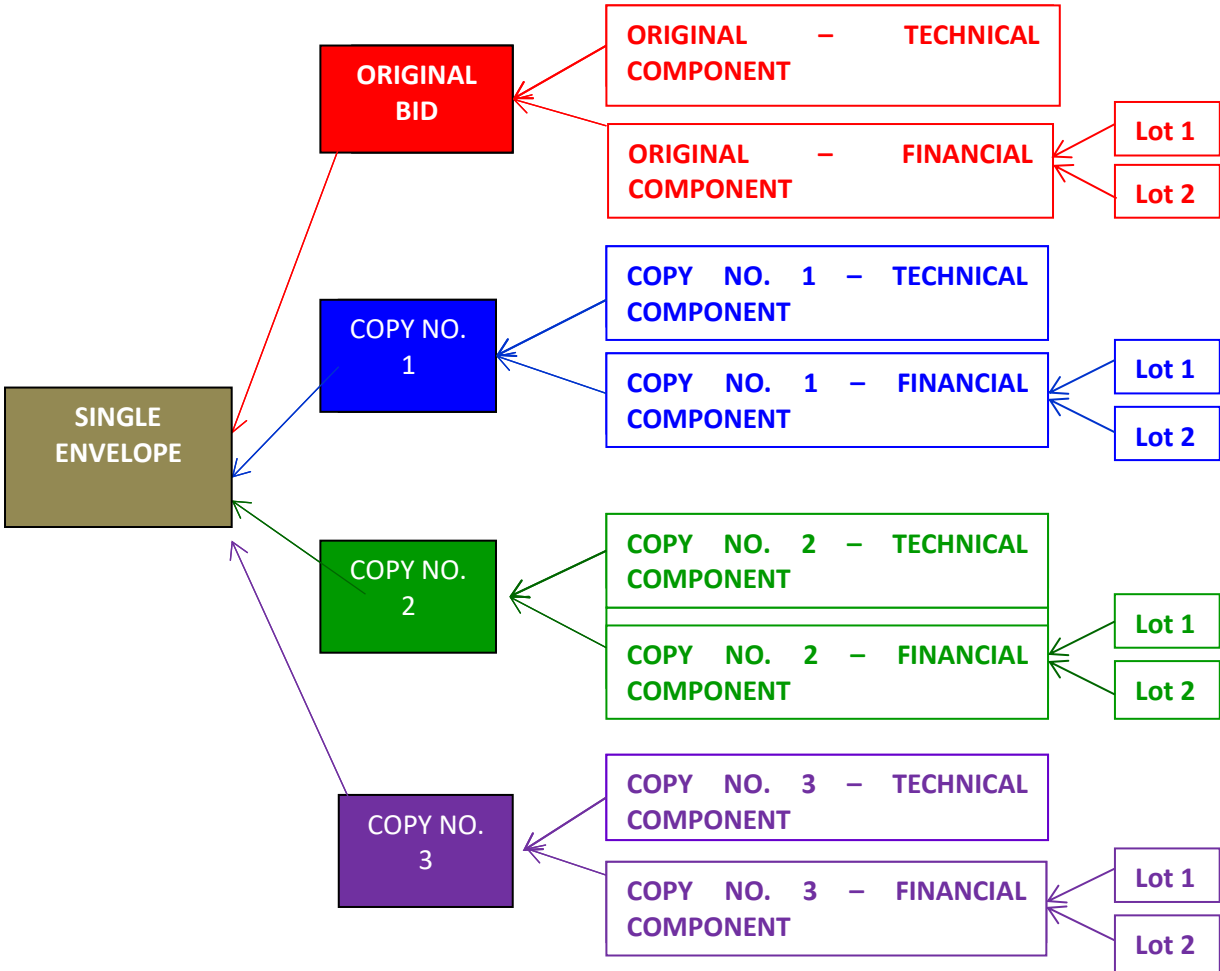 ORIGINAL – TECHNICAL
COMPONENT
ORIGINAL
BID
Lot 1
ORIGINAL – FINANCIAL
COMPONENT
Lot 2
COPY NO. 1 – TECHNICAL
COMPONENT
COPY NO.
1
COPY NO. 1 – FINANCIAL
COMPONENT
Lot 1
Lot 2
SINGLE
ENVELOPE
COPY NO. 2 – TECHNICAL
COMPONENT
COPY NO.
2
COPY NO. 2 – FINANCIAL
COMPONENT
Lot 1
Lot 2
COPY NO. 3 – TECHNICAL
COMPONENT
COPY NO.
3
COPY NO. 3 – FINANCIAL
COMPONENT
Lot 1
Lot 2